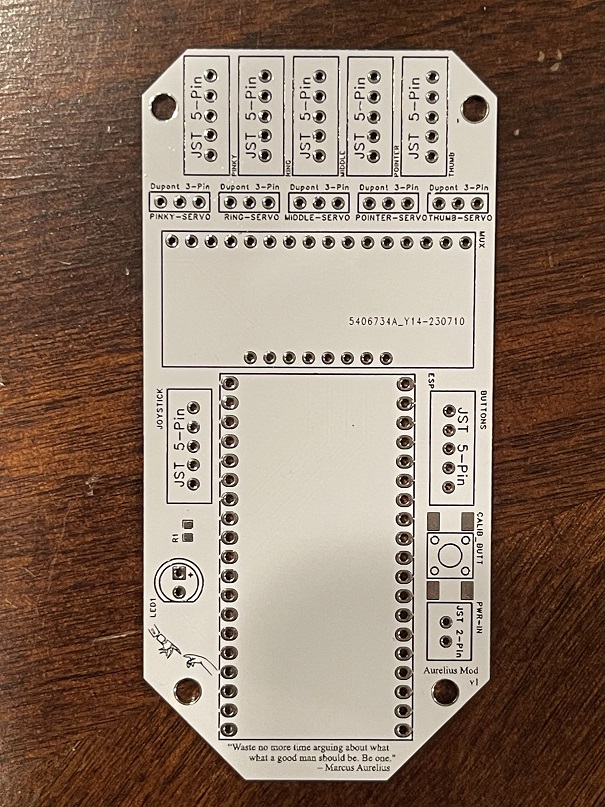 JST 5-Pin
JST 5-Pin
JST 5-Pin
JST 5-Pin
JST 5-Pin
PINKY
RING
MIDDLE
POINTER
THUMB
Dupont 3-Pin
Dupont 3-Pin
Dupont 3-Pin
Dupont 3-Pin
Dupont 3-Pin
PINKY-SERVO
RING-SERVO
MIDDLE-SERVO
POINTER-SERVO
THUMB-SERVO
MUX
5406734A_Y14-230710
ESP
JOYSTICK
JST 5-Pin
BUTTONS
JST 5-Pin
R1
CALIB_BUTT
LED1
+
PWR-IN
JST 2-Pin
Aurelius Mod
v1
"Waste no more time arguing about what
what a good man should be. Be one."
– Marcus Aurelius